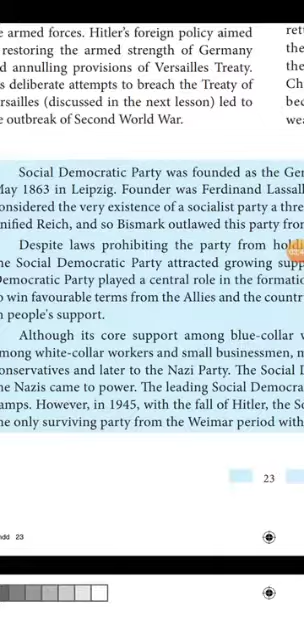 e armed forces. Hitler's foreign policy aimed
restoring the armed strength of Germany
d annulling provisions of Versailles Treaty.
s deliberate attempts to breach the Treaty of
rsailles (discussed in the next lesson) led to
e outbreak of Second World War.
ret
the
the
Ch
bec
wea
Social Democratic Party was founded as the Ger
May 1863 in Leipzig. Founder was Ferdinand Lassall
onsidered the very existence of a socialist party a thre
nified Reich, and so Bismark outlawed this party from
Despite laws prohibiting the party from holdi
he Social Democratic Party attracted growing supp
Democratic Party played a central role in the formatio
o win favourable terms from the Allies and the countr
n people's support.
Although its core support among blue-collar w
mong white-collar workers and small businessmen, m
onservatives and later to the Nazi Party. The Social D
he Nazis came to power. The leading Social Democra
amps. However, in 1945, with the fall of Hitler, the So
he only surviving party from the Weimar period with
23
ndd 23